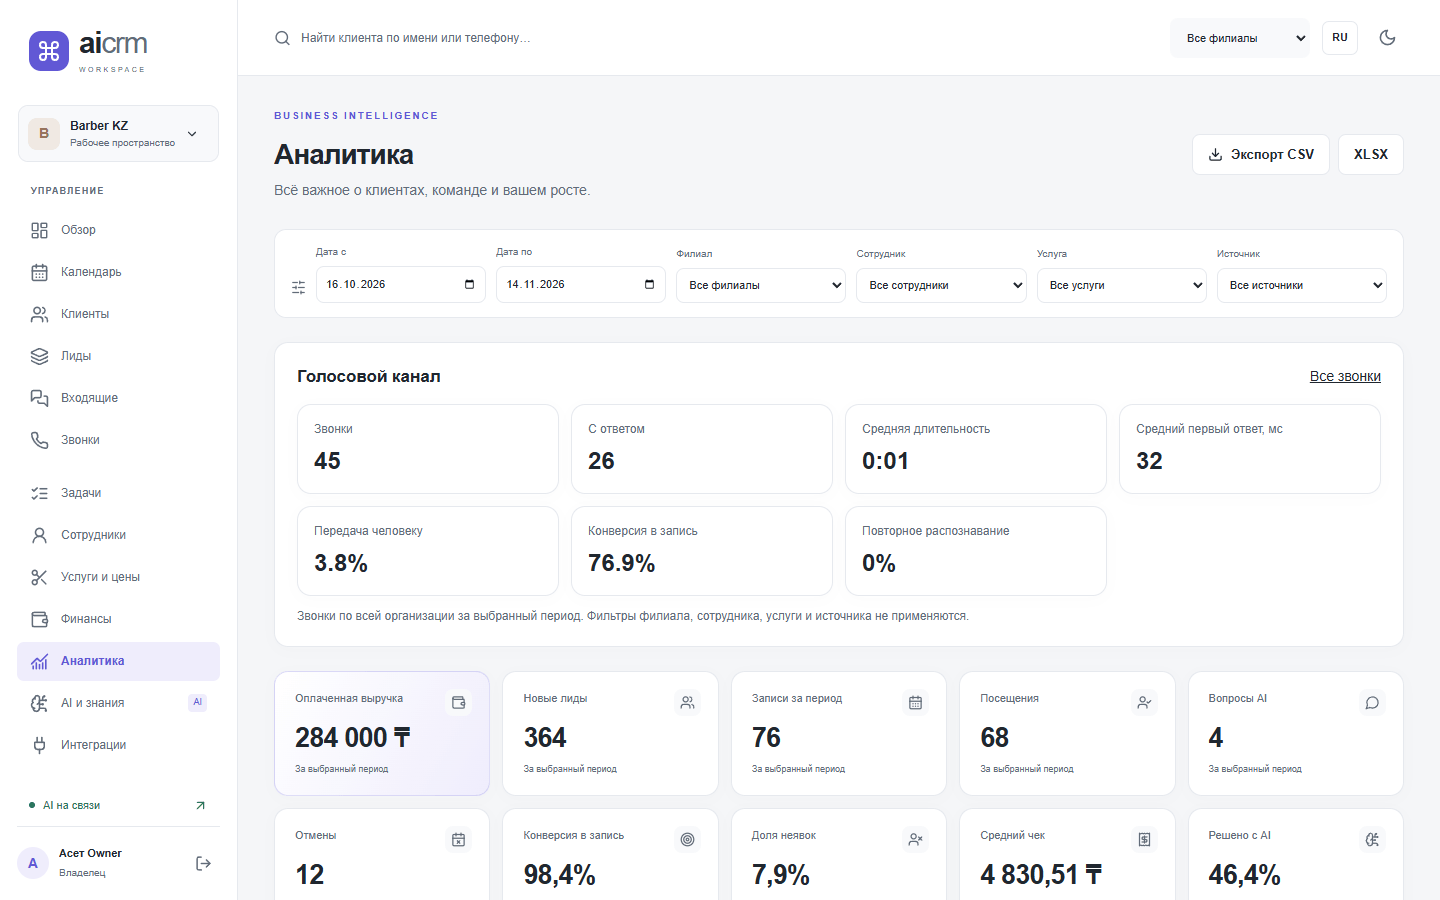 aicrm
WORKSPACE
Найти клиента по имени или телефону...
Все филиалы
RU
B
Barber KZ
Рабочее пространство
УПРАВЛЕНИЕ
Обзор
Календарь
Клиенты
Лиды
Входящие
Звонки
Задачи
Сотрудники
Услуги и цены
Финансы
Аналитика
AI и знания
AI
Интеграции
AI на связи
A
Асет Owner
Владелец
BUSINESS INTELLIGENCE
Аналитика
Всё важное о клиентах, команде и вашем росте.
Экспорт CSV
XLSX
Дата с
Дата по
Филиал
Сотрудник
Услуга
Источник
16.10.2026
14.11.2026
Все филиалы
Все сотрудники
Все услуги
Все источники
Голосовой канал
Все звонки
Звонки
45
С ответом
26
Средняя длительность
0:01
Средний первый ответ, мс
32
Передача человеку
3.8%
Конверсия в запись
76.9%
Повторное распознавание
0%
Звонки по всей организации за выбранный период. Фильтры филиала, сотрудника, услуги и источника не применяются.
Оплаченная выручка
284 000 ₸
За выбранный период
Новые лиды
364
За выбранный период
Записи за период
76
За выбранный период
Посещения
68
За выбранный период
Вопросы AI
4
За выбранный период
Отмены
12
Конверсия в запись
98,4%
Доля неявок
7,9%
Средний чек
4 830,51 ₸
Решено с AI
46,4%